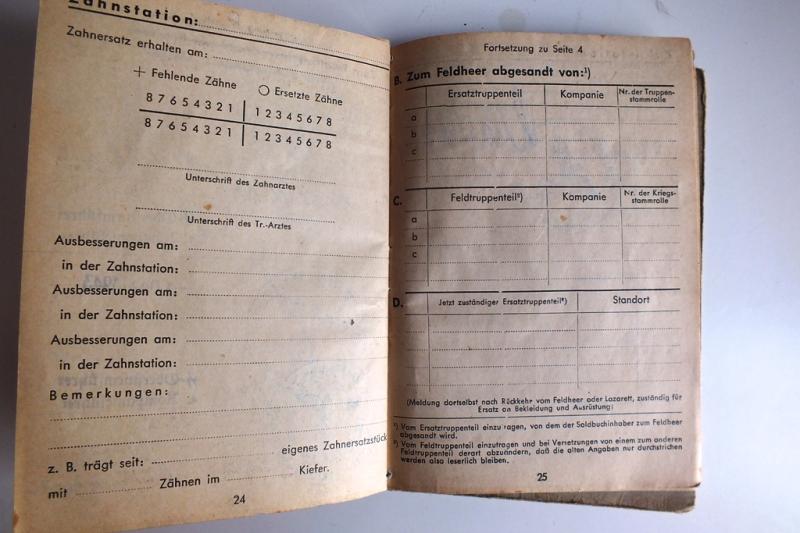 Zahnstation:
Zahnersatz erhalten am:
+ Fehlende Zähne
○ Ersetzte Zähne
8 7 6 5 4 3 2 1 | 1 2 3 4 5 6 7 8
8 7 6 5 4 3 2 1 | 1 2 3 4 5 6 7 8
Unterschrift des Zahnarztes
Unterschrift des Tr.-Arztes
Ausbesserungen am:
in der Zahnstation:
Ausbesserungen am:
in der Zahnstation:
Ausbesserungen am:
in der Zahnstation:
Bemerkungen:
z. B. trägt seit: eigenes Zahnersatzstück
mit Zähnen im Kiefer.
24
Fortsetzung zu Seite 4
B. Zum Feldheer abgesandt von:¹)
Ersatztruppenteil Kompanie Nr. der Truppen-
stammrolle
a
b
c
C. Feldtruppenteil²) Kompanie Nr. der Kriegs-
stammrolle
a
b
c
D. Jetzt zuständiger Ersatztruppenteil²) Standort
(Meldung dortselbst nach Rückkehr vom Feldheer oder Lazarett, zuständig für
Ersatz an Bekleidung und Ausrüstung)
¹) Vom Ersatztruppenteil einzutragen, von dem der Soldbuchinhaber zum Feldheer
abgesandt wird.
²) Vom Feldtruppenteil einzutragen und bei Versetzungen von einem zum anderen
Feldtruppenteil derart abzuändern, daß die alten Angaben nur durchstrichen
werden also leserlich bleiben.
25